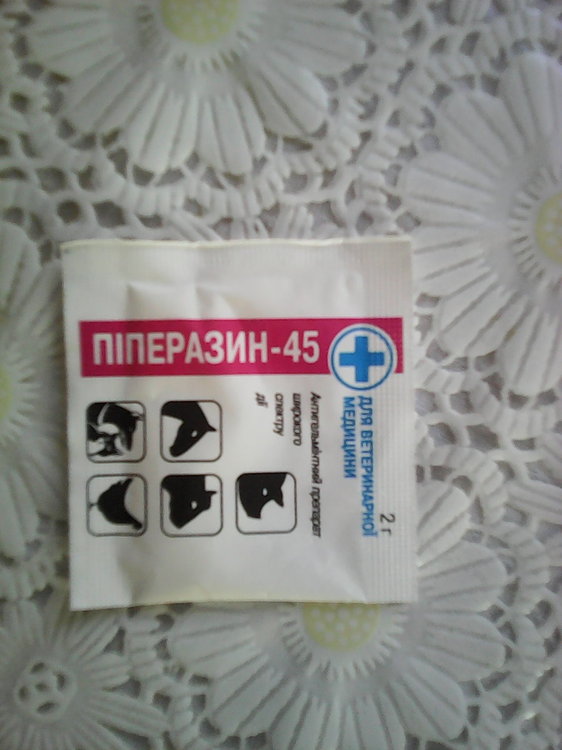 ПІПЕРАЗИН-45
ДЛЯ ВЕТЕРИНАРНОЇ
МЕДИЦИНИ
Антигельмінтний препарат
широкого
спектру
дії
2 г